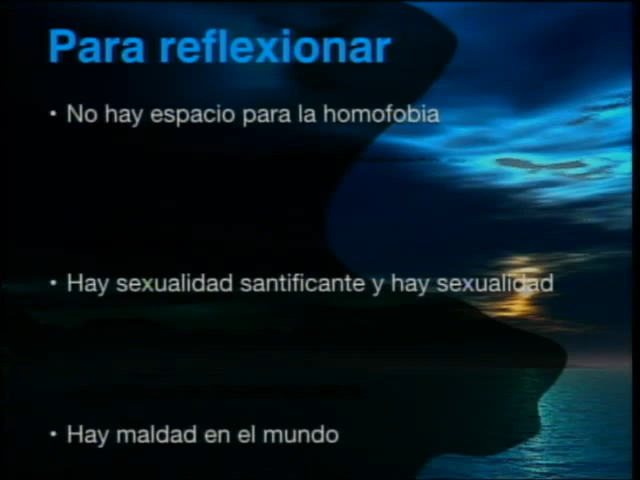 Para reflexionar
• No hay espacio para la homofobia
• Hay sexualidad santificante y hay sexualidad
• Hay maldad en el mundo